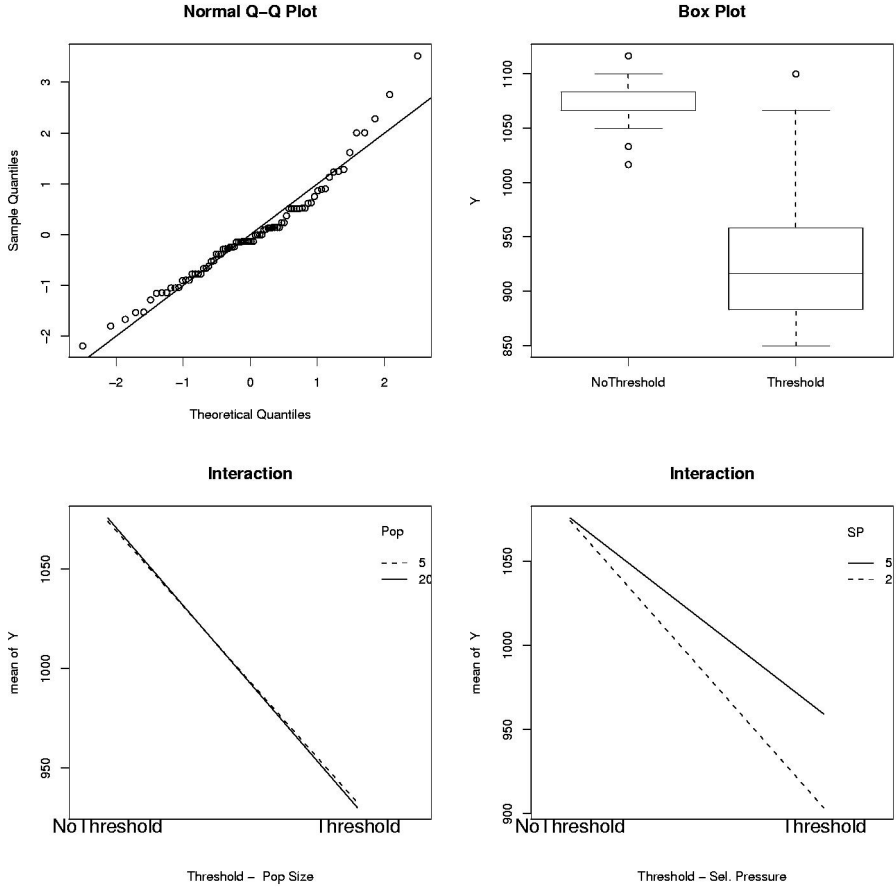 Normal Q−Q Plot
Sample Quantiles
3
2
1
0
−1
−2
−2 −1 0 1 2
Theoretical Quantiles
Box Plot
Y
1100
1050
1000
950
900
850
NoThreshold Threshold
Interaction
mean of Y
1050
1000
950
Pop
5
20
NoThreshold Threshold
Threshold − Pop Size
Interaction
mean of Y
1050
1000
950
900
SP
5
2
NoThreshold Threshold
Threshold − Sel. Pressure